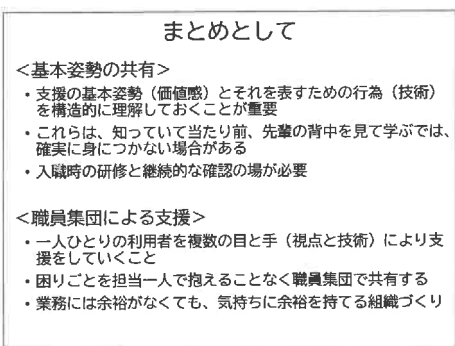 まとめとして
＜基本姿勢の共有＞
・支援の基本姿勢（価値感）とそれを表すための行為（技術）
を構造的に理解しておくことが重要
・これらは、知っていて当たり前、先輩の背中を見て学ぶでは、
確実に身につかない場合がある
・入職時の研修と継続的な確認の場が必要
＜職員集団による支援＞
・一人ひとりの利用者を複数の目と手（視点と技術）により支
援をしていくこと
・困りごとを担当一人で抱えることなく職員集団で共有する
・業務には余裕がなくても、気持ちに余裕を持てる組織づくり